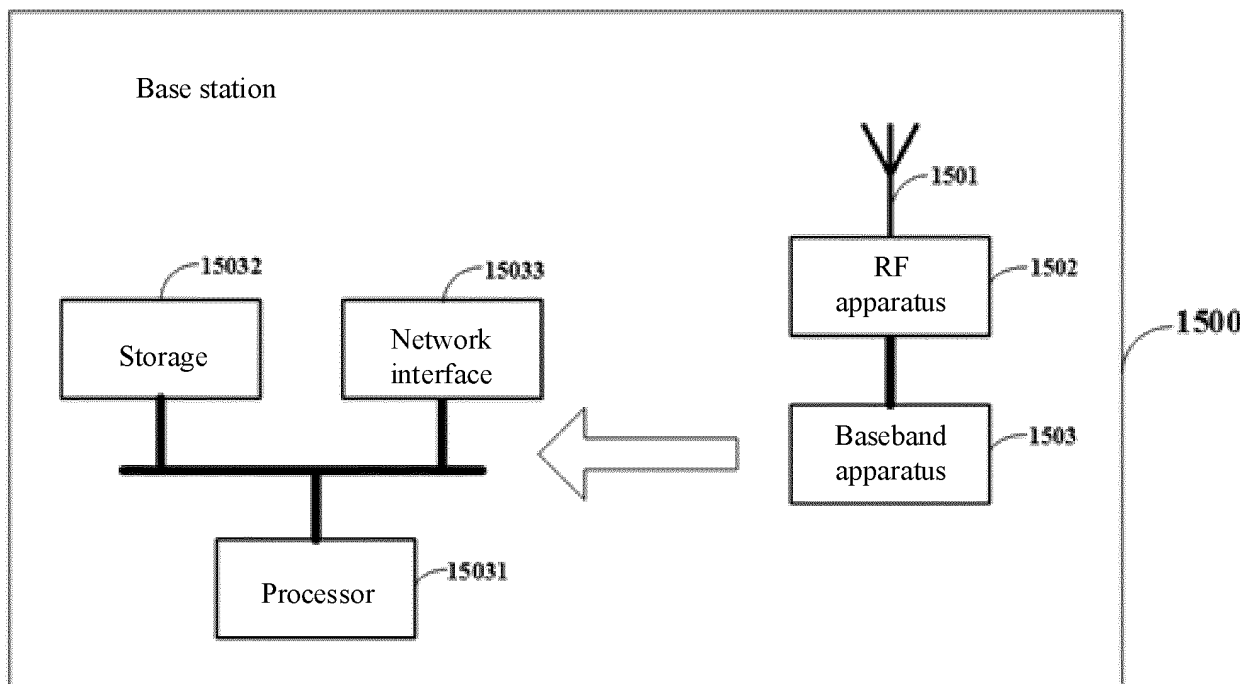 Base station
1501
15032
15033
RF
apparatus
1502
1500
Storage
Network
interface
Baseband
apparatus
1503
Processor
15031